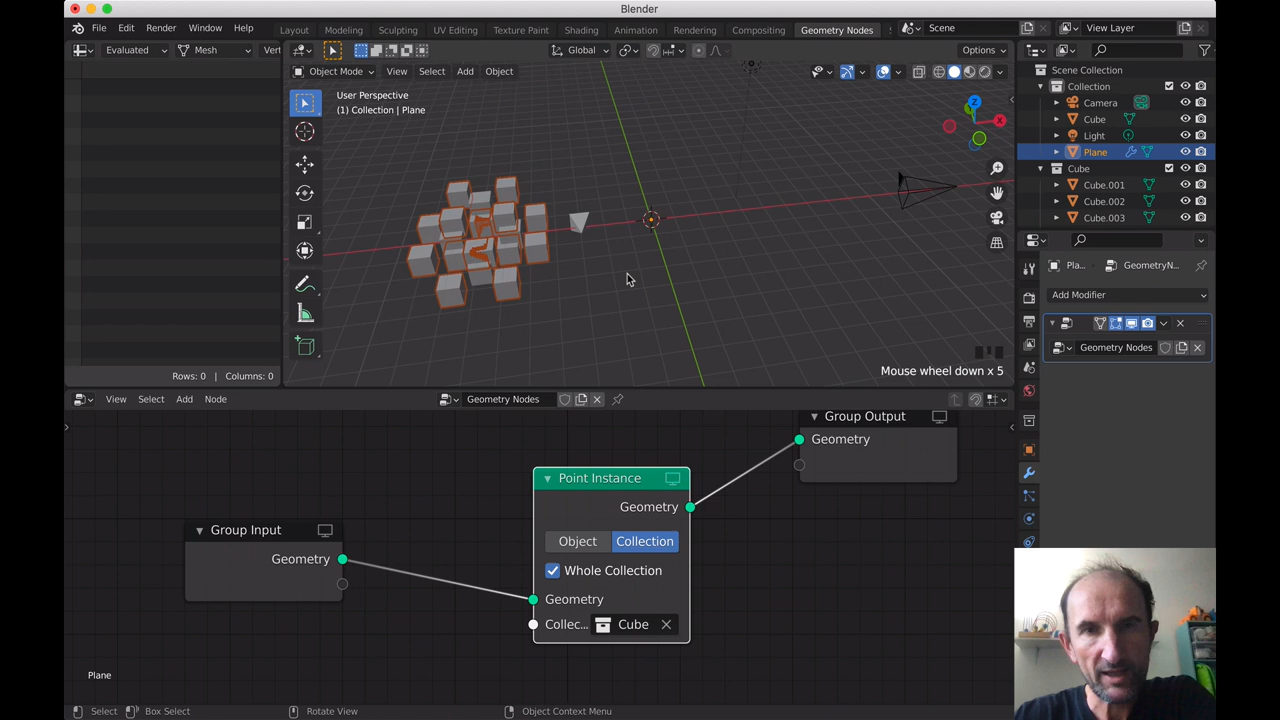 Blender
File Edit Render Window Help Layout Modeling Sculpting UV Editing Texture Paint Shading Animation Rendering Compositing Geometry Nodes Scene View Layer
Evaluated Mesh Vert Global Options
Object Mode View Select Add Object
User Perspective
(1) Collection | Plane
Z
X
Mouse wheel down x 5
Rows: 0 | Columns: 0
Scene Collection
Collection
Camera
Cube
Light
Plane
Cube
Cube.001
Cube.002
Cube.003
Pla... GeometryN...
Add Modifier
Geometry Nodes
View Select Add Node Geometry Nodes
Group Output
Geometry
Point Instance
Geometry
Object Collection
Whole Collection
Geometry
Collec... Cube
Group Input
Geometry
Plane
Select Box Select Rotate View Object Context Menu